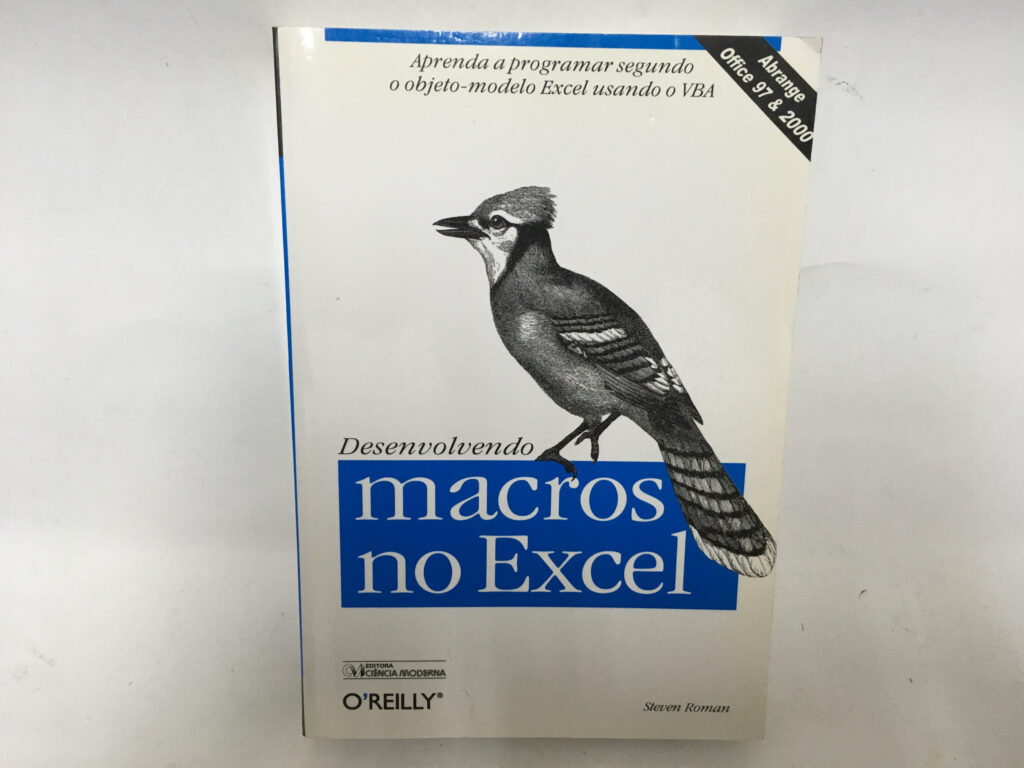 Aprenda a programar segundo
o objeto-modelo Excel usando o VBA
Abrange
Office 97 & 2000
Desenvolvendo
macros
no Excel
EDITORA
CIÊNCIA MODERNA
O'REILLY®
Steven Roman